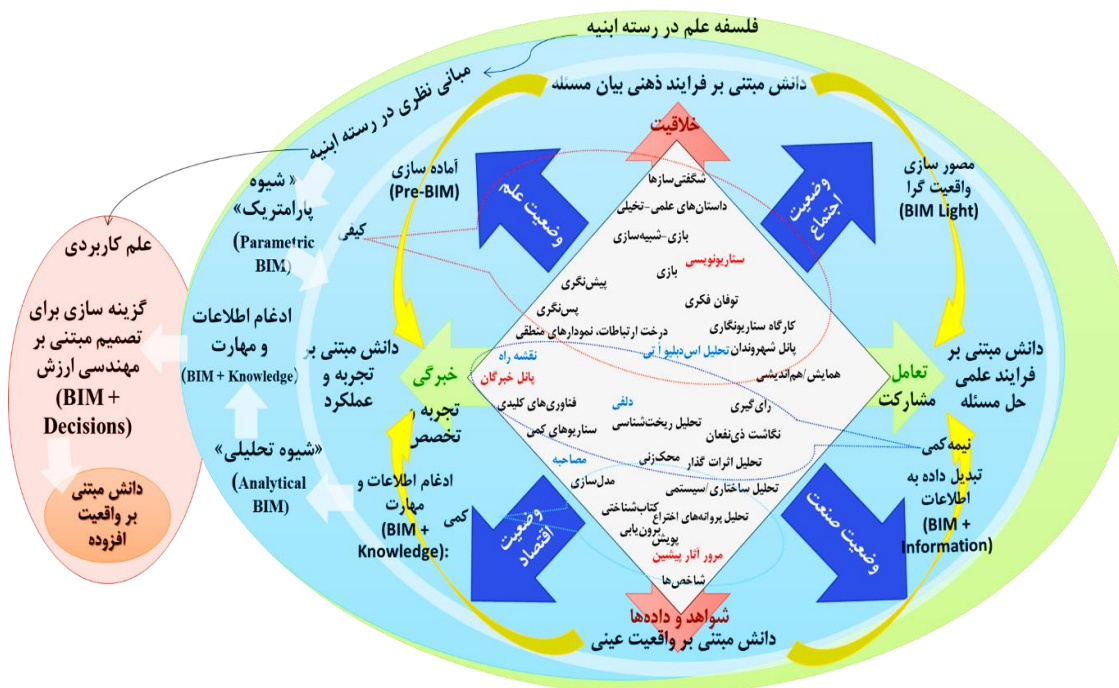 فلسفه علم در رسته ابنیه
مبانی نظری در رسته ابنیه
دانش مبتنی بر فرایند ذهنی بیان مسئله
خلاقیت
وضعیت اجتماع
وضعیت علم
مصور سازی
واقعیت گرا
(BIM Light)
آماده سازی
(Pre-BIM)
«شیوه
پارامتریک»
(Parametric
BIM)
کیفی
شگفتی‌سازها
داستان‌های علمی-تخیلی
بازی-شبیه‌سازی
سناریونویسی
بازی
پیش‌نگری
توفان فکری
پس‌نگری
کارگاه سناریونگاری
درخت ارتباطات، نمودارهای منطقی
پانل شهروندان
تحلیل اس‌دبلیو اُ تی
نقشه راه
همایش/هم‌اندیشی
پانل خبرگان
فناوری‌های کلیدی
دلفی
رای‌گیری
تحلیل ریخت‌شناسی
سناریوهای کمی
نگاشت ذی‌نفعان
محک‌زنی
تحلیل اثرات گذار
مصاحبه
مدل‌سازی
تحلیل ساختاری/سیستمی
کتاب‌شناختی
تحلیل پروانه‌های اختراع
برون‌یابی
پویش
مرور آثار پیشین
شاخص‌ها
شواهد و داده‌ها
دانش مبتنی بر واقعیت عینی
تعامل
مشارکت
دانش مبتنی بر
فرایند علمی
حل مسئله
خبرگی
تجربه و
تخصص
دانش مبتنی بر
تجربه و
عملکرد
نیمه کمی
تبدیل داده به
اطلاعات
(BIM +
Information)
وضعیت صنعت
وضعیت اقتصاد
کمی
ادغام اطلاعات و
مهارت
(BIM +
Knowledge):
ادغام اطلاعات
و مهارت
(BIM + Knowledge)
«شیوه تحلیلی»
(Analytical
BIM)
علم کاربردی
گزینه سازی برای
تصمیم مبتنی بر
مهندسی ارزش
(BIM +
Decisions)
دانش مبتنی
بر واقعیت
افزوده